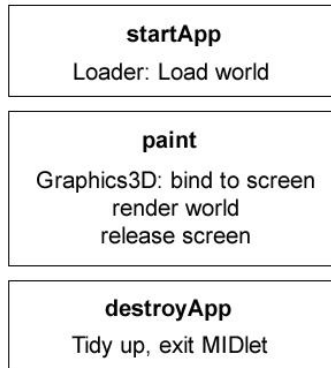 startApp
Loader: Load world
paint
Graphics3D: bind to screen
render world
release screen
destroyApp
Tidy up, exit MIDlet